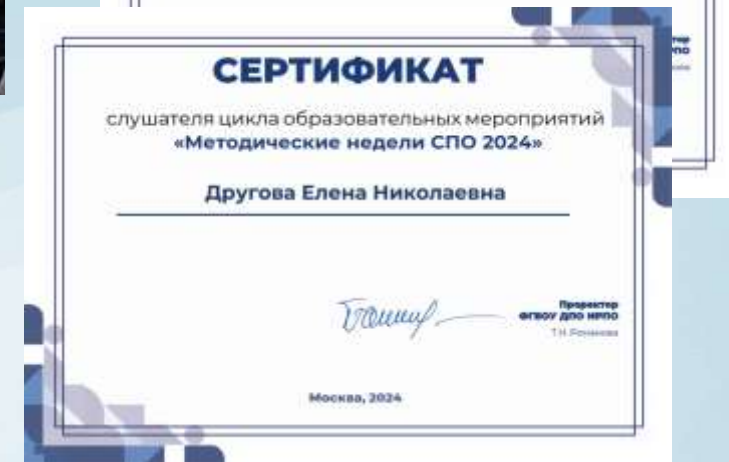 СЕРТИФИКАТ
слушателя цикла образовательных мероприятий
«Методические недели СПО 2024»
Другова Елена Николаевна
Проректор
ФГБОУ ДПО ИРПО
Москва, 2024